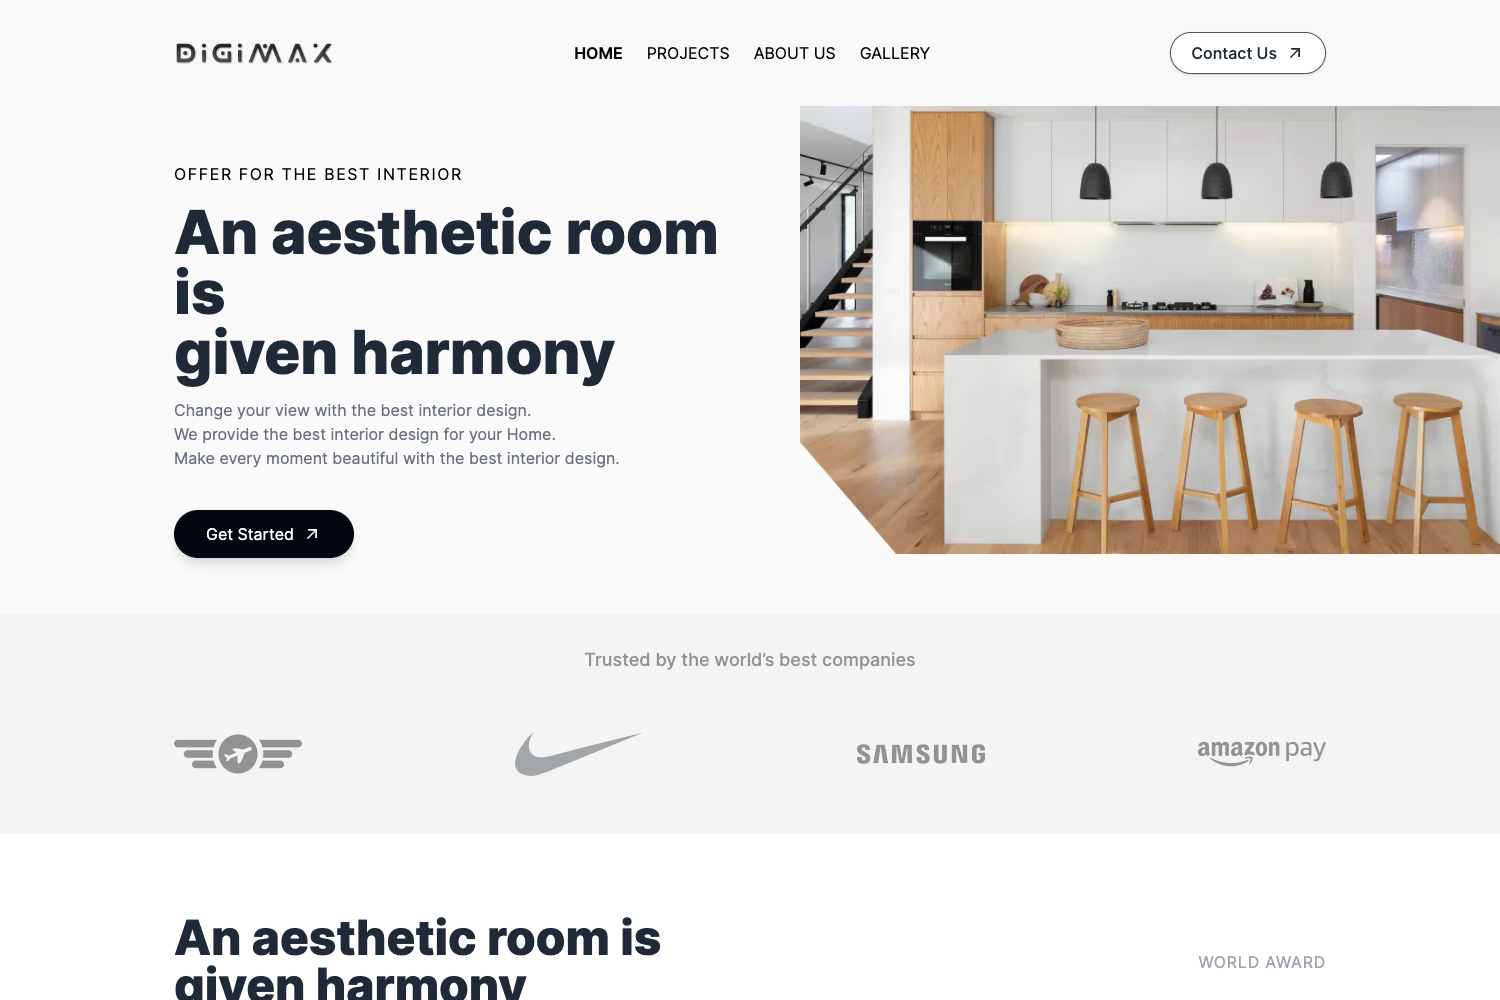 DIGIMAX
HOME PROJECTS ABOUT US GALLERY
Contact Us
OFFER FOR THE BEST INTERIOR
An aesthetic room
is
given harmony
Change your view with the best interior design.
We provide the best interior design for your Home.
Make every moment beautiful with the best interior design.
Get Started
Trusted by the world’s best companies
SAMSUNG
amazon pay
An aesthetic room is
given harmony
WORLD AWARD